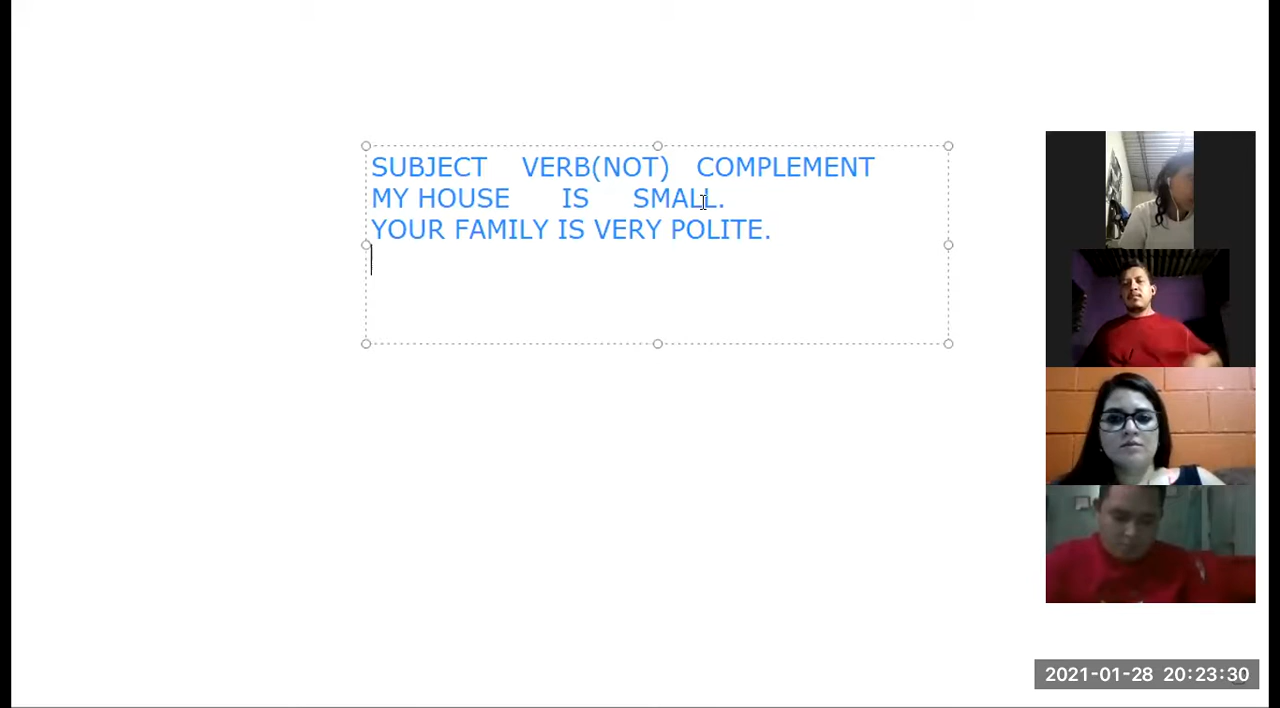 SUBJECT VERB(NOT) COMPLEMENT
MY HOUSE IS SMALL.
YOUR FAMILY IS VERY POLITE.
2021-01-28 20:23:30